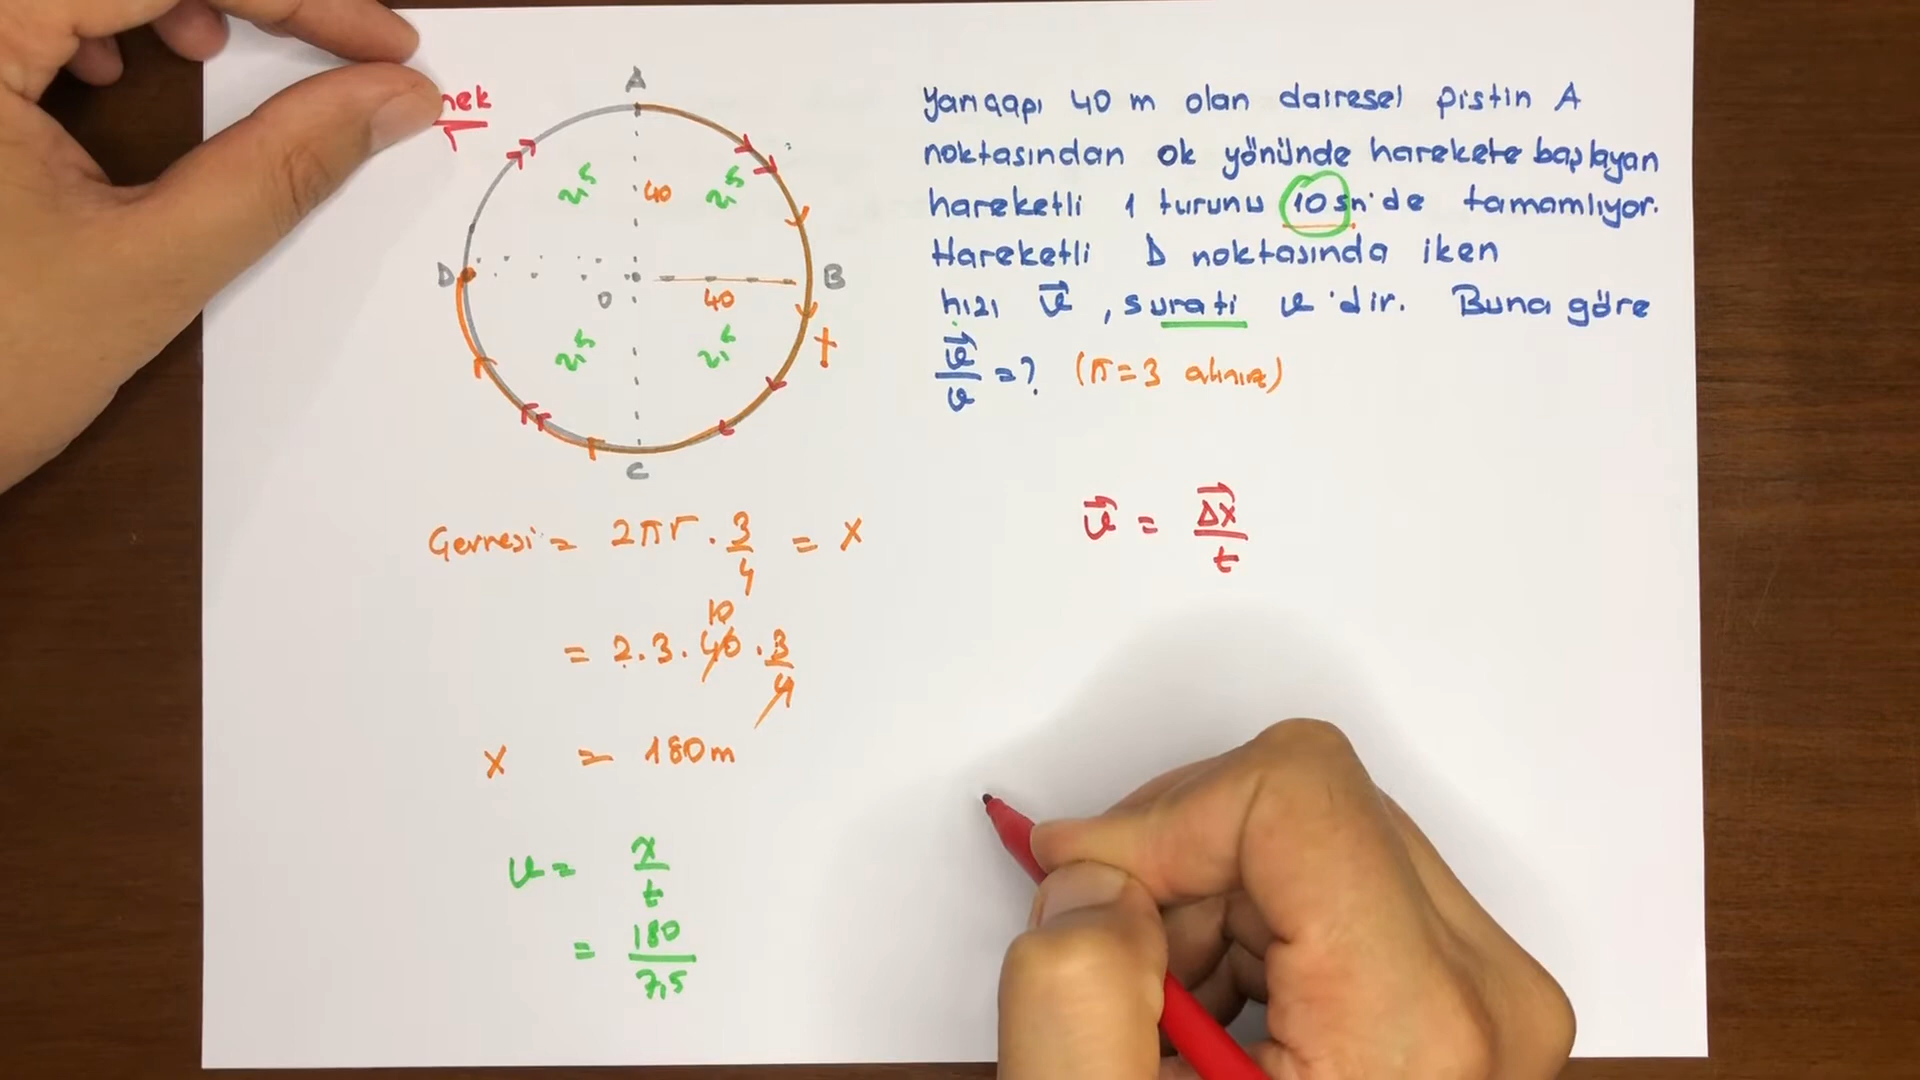 nek
A
40
2,5
2,5
D
O
40
B
2,5
2,5
x
C
Yarıçapı 40 m olan dairesel pistin A
noktasından ok yönünde harekete başlayan
hareketli 1 turunu 10 sn'de tamamlıyor.
Hareketli D noktasında iken
hızı v⃗, surati v 'dir. Buna göre
v⃗/v = ? (π=3 alınız)
Çevresi = 2πr . 3/4 = x
10
= 2.3.40 . 3/4
x = 180m
v = x/t
= 180/7,5
v⃗ = Δx⃗/t